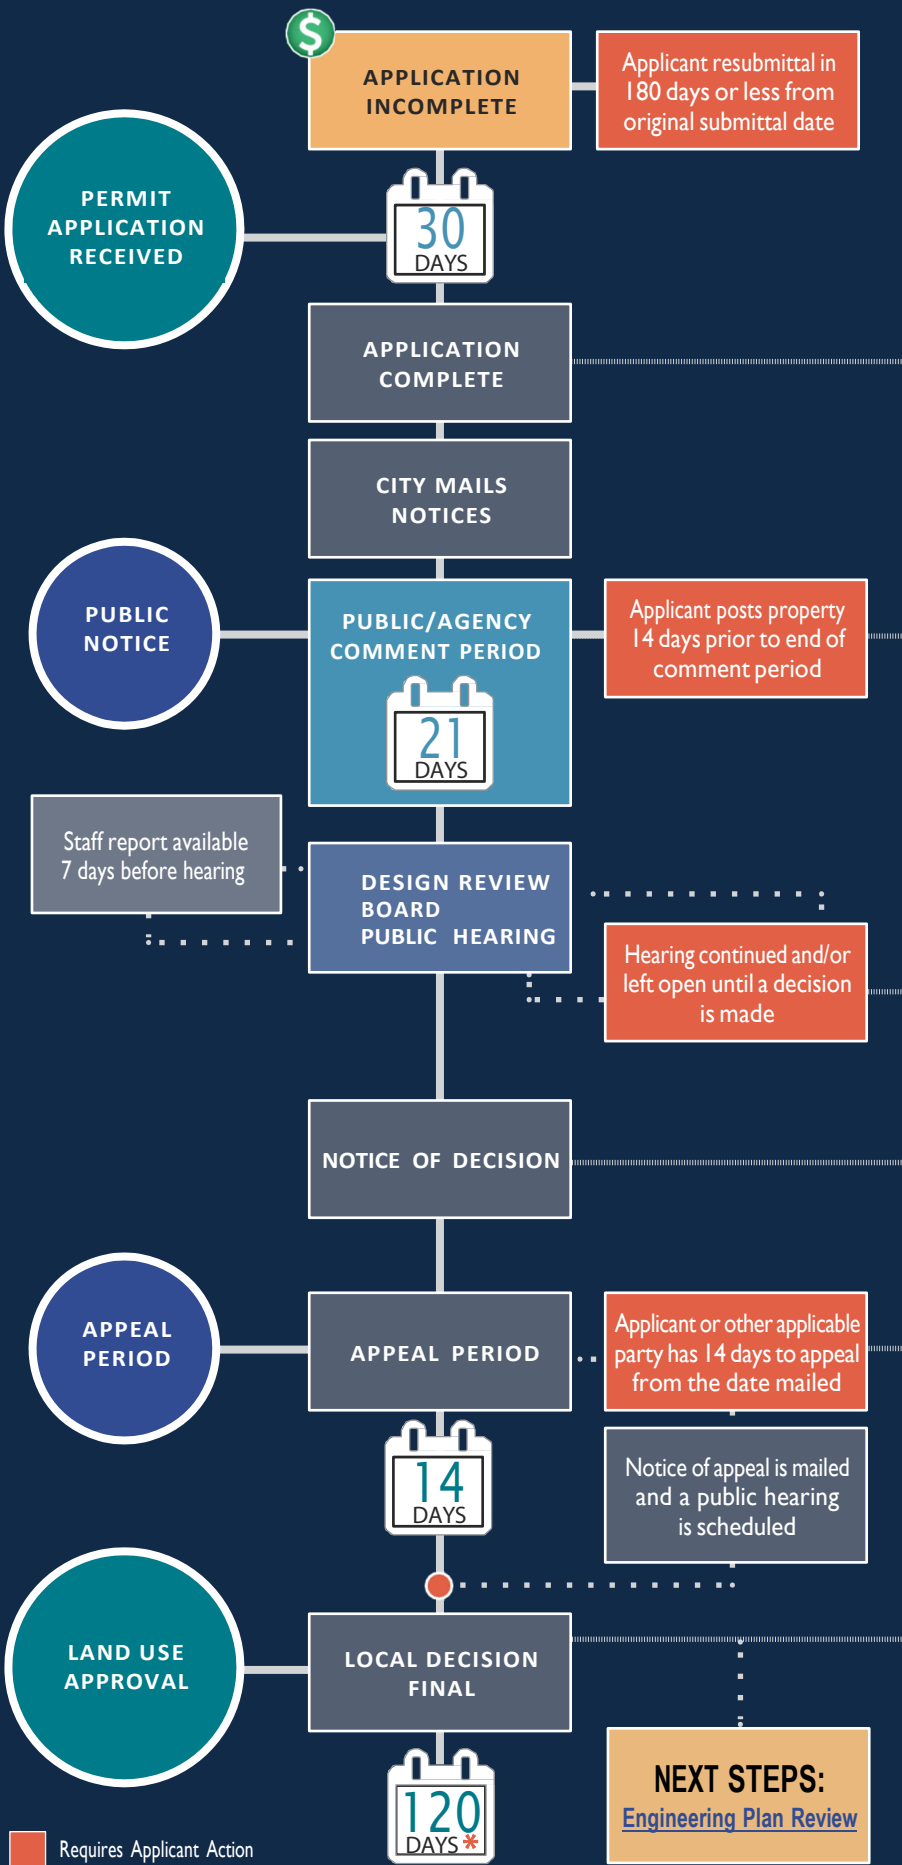 $
APPLICATION
INCOMPLETE
Applicant resubmittal in
180 days or less from
original submittal date
PERMIT
APPLICATION
RECEIVED
30
DAYS
APPLICATION
COMPLETE
CITY MAILS
NOTICES
PUBLIC
NOTICE
PUBLIC/AGENCY
COMMENT PERIOD
21
DAYS
Applicant posts property
14 days prior to end of
comment period
Staff report available
7 days before hearing
DESIGN REVIEW
BOARD
PUBLIC HEARING
Hearing continued and/or
left open until a decision
is made
NOTICE OF DECISION
APPEAL
PERIOD
APPEAL PERIOD
Applicant or other applicable
party has 14 days to appeal
from the date mailed
14
DAYS
Notice of appeal is mailed
and a public hearing
is scheduled
LAND USE
APPROVAL
LOCAL DECISION
FINAL
120
DAYS *
NEXT STEPS:
Engineering Plan Review
Requires Applicant Action